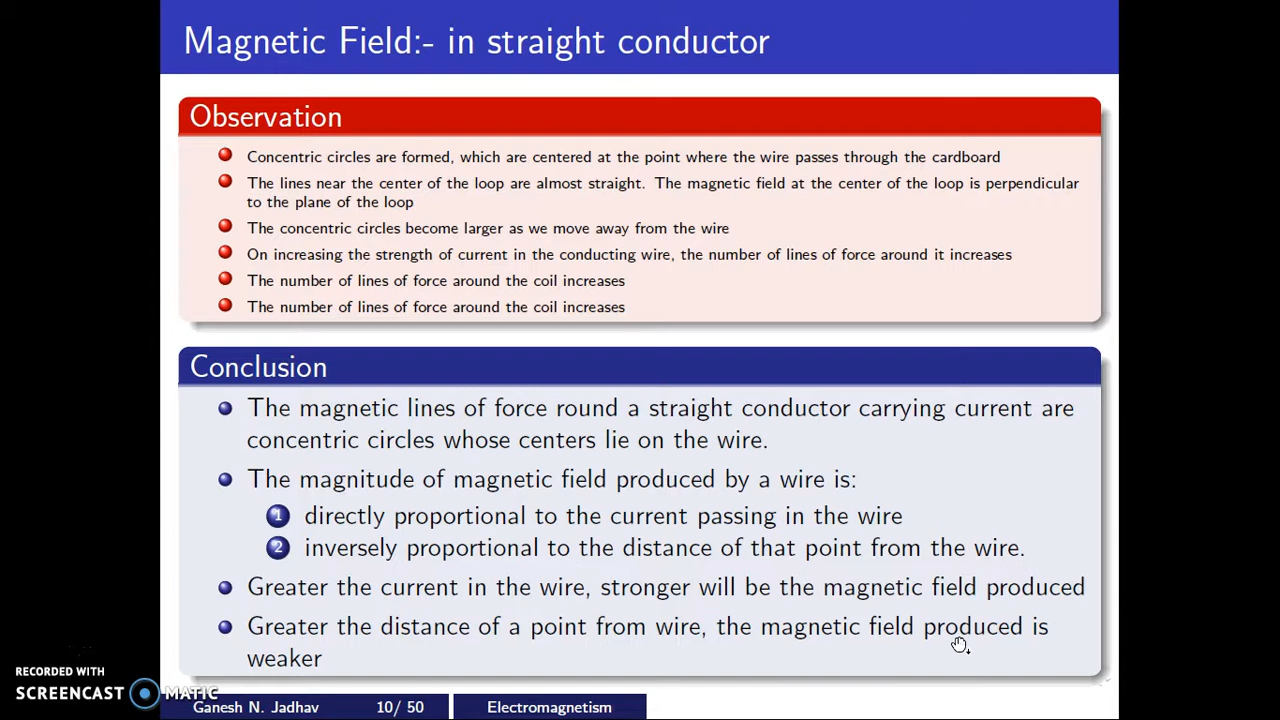 Magnetic Field:- in straight conductor
Observation
Concentric circles are formed, which are centered at the point where the wire passes through the cardboard
The lines near the center of the loop are almost straight. The magnetic field at the center of the loop is perpendicular
to the plane of the loop
The concentric circles become larger as we move away from the wire
On increasing the strength of current in the conducting wire, the number of lines of force around it increases
The number of lines of force around the coil increases
The number of lines of force around the coil increases
Conclusion
The magnetic lines of force round a straight conductor carrying current are
concentric circles whose centers lie on the wire.
The magnitude of magnetic field produced by a wire is:
1 directly proportional to the current passing in the wire
2 inversely proportional to the distance of that point from the wire.
Greater the current in the wire, stronger will be the magnetic field produced
Greater the distance of a point from wire, the magnetic field produced is
weaker
RECORDED WITH
SCREENCAST MATIC
Ganesh N. Jadhav 10/ 50 Electromagnetism